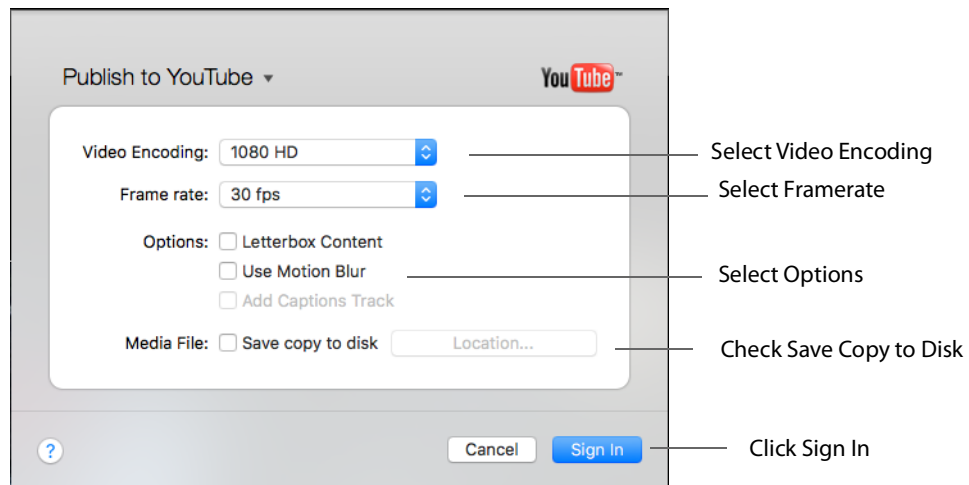 Publish to YouTube
YouTube™
Video Encoding: 1080 HD
Select Video Encoding
Frame rate: 30 fps
Select Framerate
Options: Letterbox Content
Use Motion Blur
Select Options
Add Captions Track
Media File: Save copy to disk Location...
Check Save Copy to Disk
? Cancel Sign In
Click Sign In